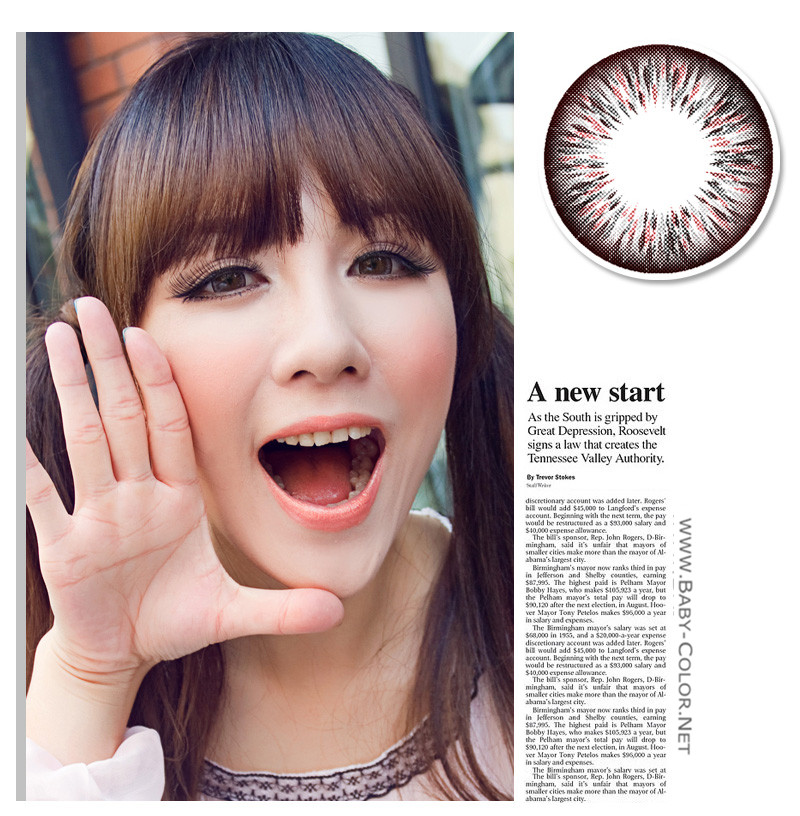 A new start
As the South is gripped by
Great Depression, Roosevelt
signs a law that creates the
Tennessee Valley Authority.
By Trevor Stokes
Staff Writer
discretionary account was added later. Rogers'
bill would add $45,000 to Langford's expense
account. Beginning with the next term, the pay
would be restructured as a $93,000 salary and
$40,000 expense allowance.
The bill's sponsor, Rep. John Rogers, D-Bir-
mingham, said it's unfair that mayors of
smaller cities make more than the mayor of Al-
abama's largest city.
Birmingham's mayor now ranks third in pay
in Jefferson and Shelby counties, earning
$87,995. The highest paid is Pelham Mayor
Bobby Hayes, who makes $105,923 a year, but
the Pelham mayor's total pay will drop to
$90,120 after the next election, in August. Hoo-
ver Mayor Tony Petelos makes $96,000 a year
in salary and expenses.
The Birmingham mayor's salary was set at
$68,000 in 1955, and a $20,000-a-year expense
discretionary account was added later. Rogers'
bill would add $45,000 to Langford's expense
account. Beginning with the next term, the pay
would be restructured as a $93,000 salary and
$40,000 expense allowance.
The bill's sponsor, Rep. John Rogers, D-Bir-
mingham, said it's unfair that mayors of
smaller cities make more than the mayor of Al-
abama's largest city.
Birmingham's mayor now ranks third in pay
in Jefferson and Shelby counties, earning
$87,995. The highest paid is Pelham Mayor
Bobby Hayes, who makes $105,923 a year, but
the Pelham mayor's total pay will drop to
$90,120 after the next election, in August. Hoo-
ver Mayor Tony Petelos makes $96,000 a year
in salary and expenses.
The Birmingham mayor's salary was set at
The bill's sponsor, Rep. John Rogers, D-Bir-
mingham, said it's unfair that mayors of
smaller cities make more than the mayor of Al-
abama's largest city.
www.Baby-Color.Net